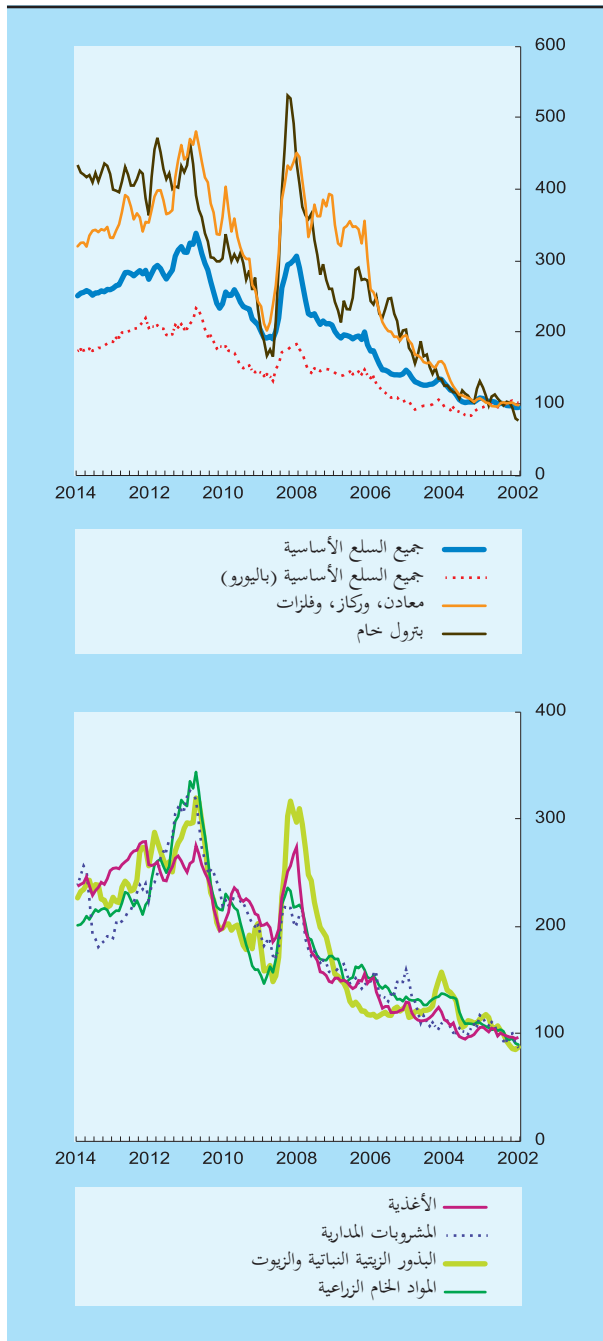 600
500
400
300
200
100
0
2014 2012 2010 2008 2006 2004 2002
جميع السلع الأساسية
جميع السلع الأساسية (باليورو)
معادن، وركاز، وفلزات
بترول خام
400
300
200
100
0
2014 2012 2010 2008 2006 2004 2002
الأغذية
المشروبات المدارية
البذور الزيتية النباتية والزيوت
المواد الخام الزراعية